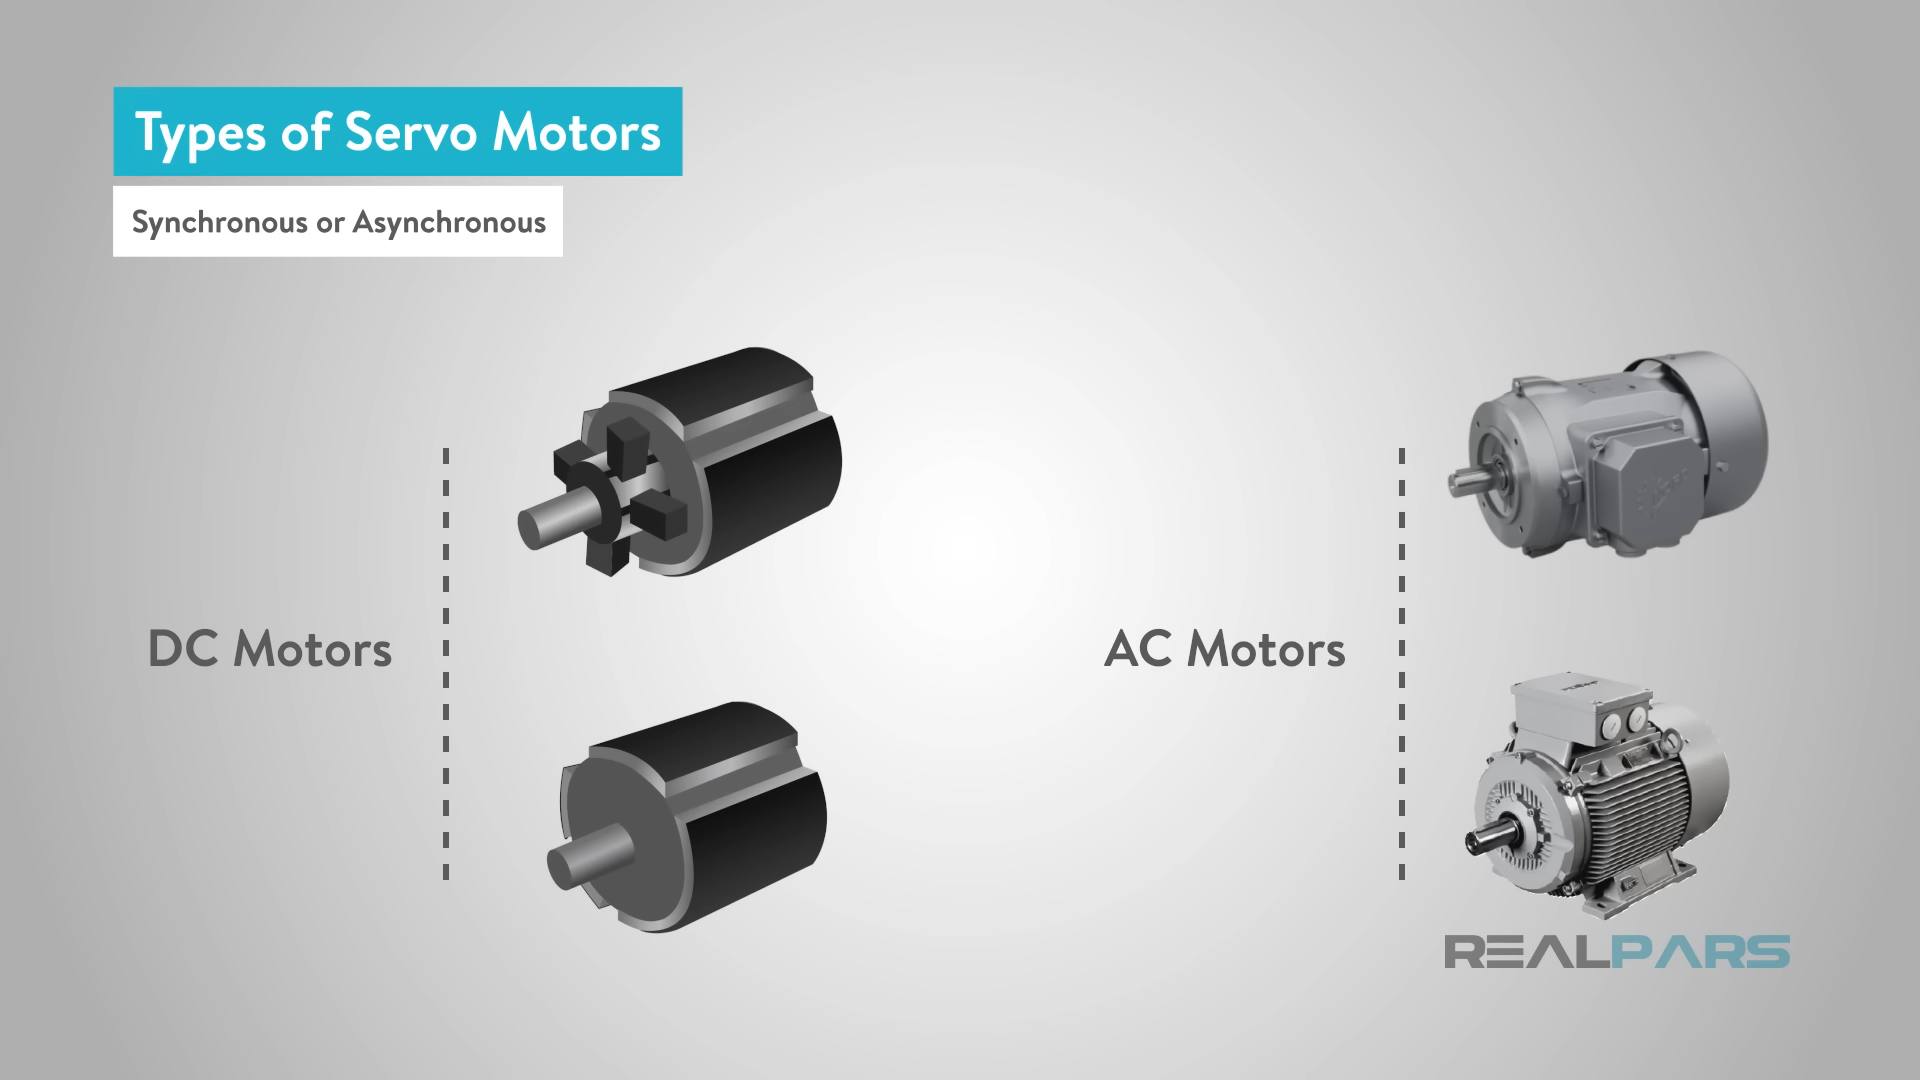 Types of Servo Motors
Synchronous or Asynchronous
DC Motors
AC Motors
REALPARS